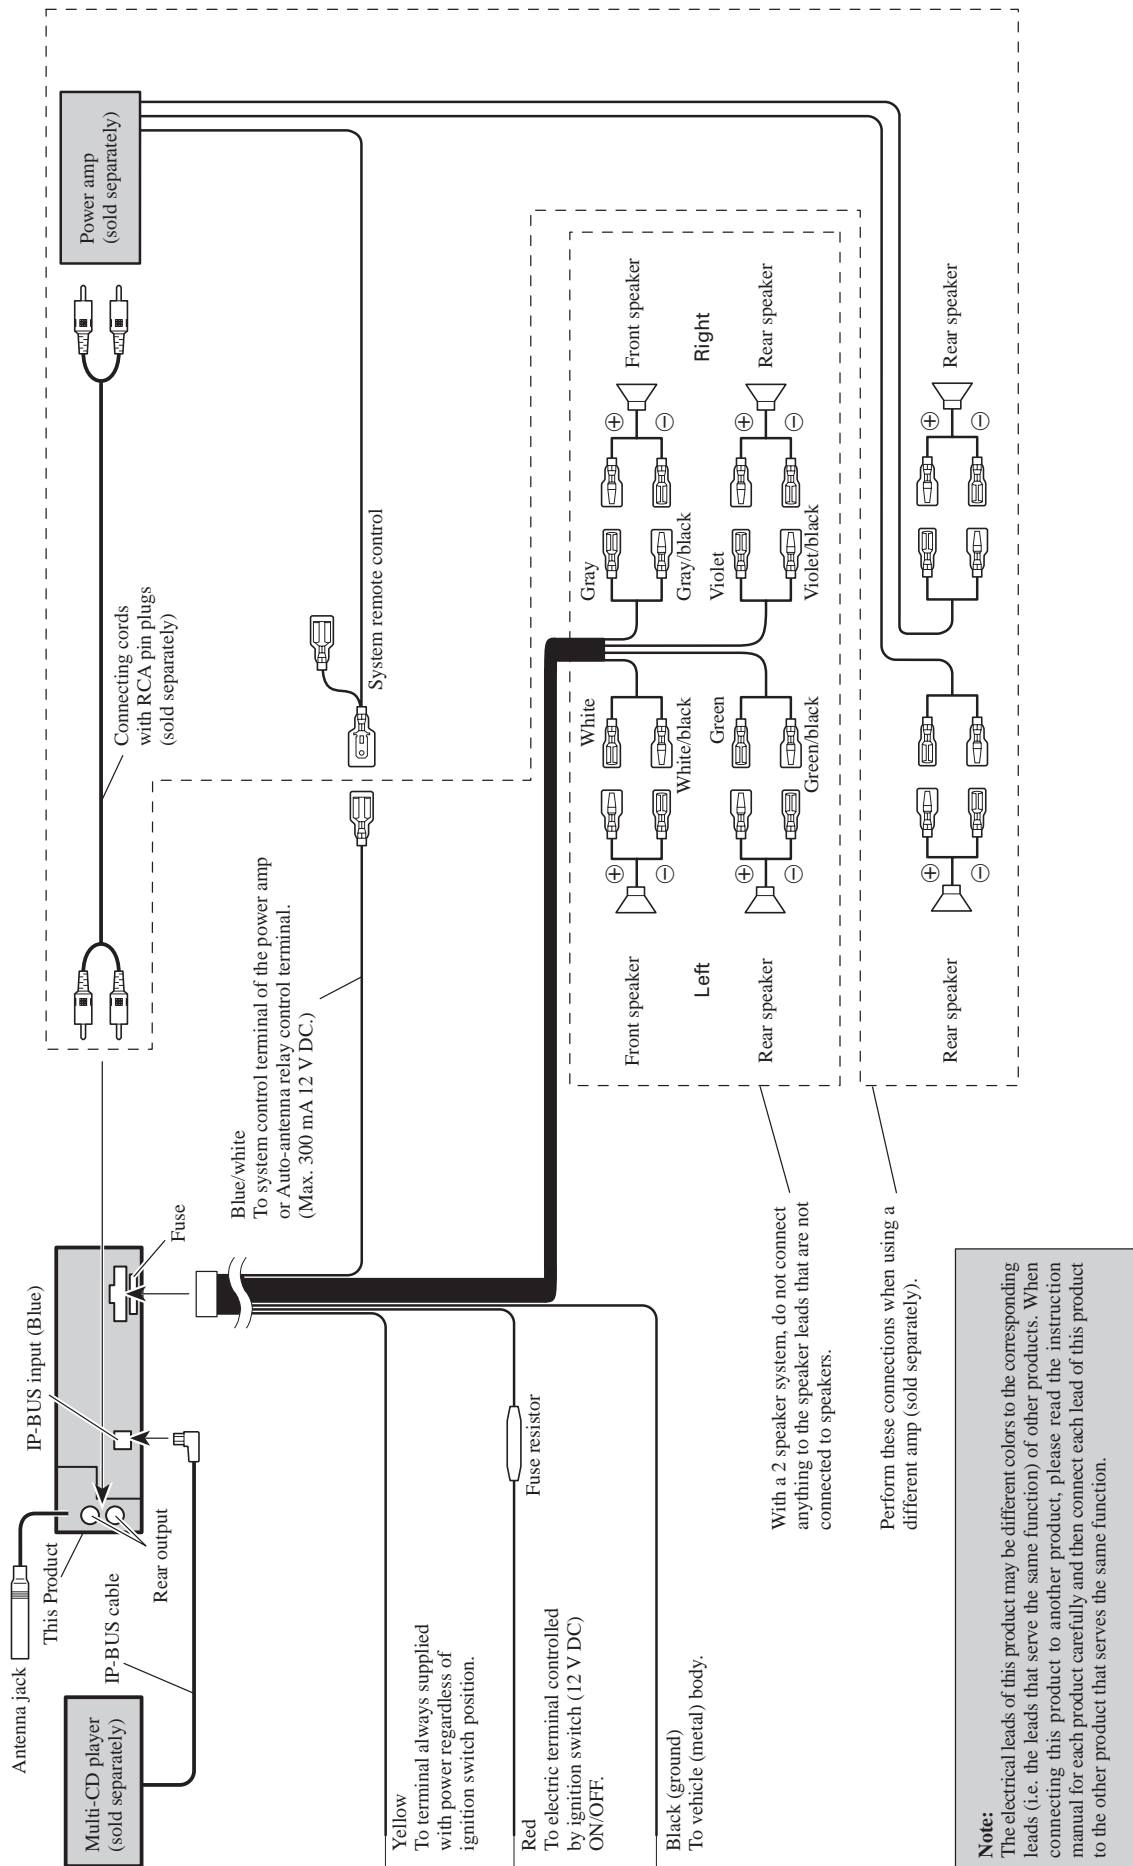 Antenna jack
This Product
IP-BUS input (Blue)
Fuse
Rear output
Multi-CD player
(sold separately)
IP-BUS cable
Connecting cords
with RCA pin plugs
(sold separately)
Power amp
(sold separately)
Blue/white
To system control terminal of the power amp
or Auto-antenna relay control terminal.
(Max. 300 mA 12 V DC.)
System remote control
Yellow
To terminal always supplied
with power regardless of
ignition switch position.
Fuse resistor
Red
To electric terminal controlled
by ignition switch (12 V DC)
ON/OFF.
Black (ground)
To vehicle (metal) body.
White
Gray
⊕
⊕
Front speaker
Front speaker
⊖
⊖
White/black
Gray/black
Left
Right
Green
Violet
⊕
⊕
Rear speaker
Rear speaker
⊖
⊖
Green/black
Violet/black
⊕
⊕
Rear speaker
Rear speaker
⊖
⊖
With a 2 speaker system, do not connect
anything to the speaker leads that are not
connected to speakers.
Perform these connections when using a
different amp (sold separately).
Note:
The electrical leads of this product may be different colors to the corresponding
leads (i.e. the leads that serve the same function) of other products. When
connecting this product to another product, please read the instruction
manual for each product carefully and then connect each lead of this product
to the other product that serves the same function.